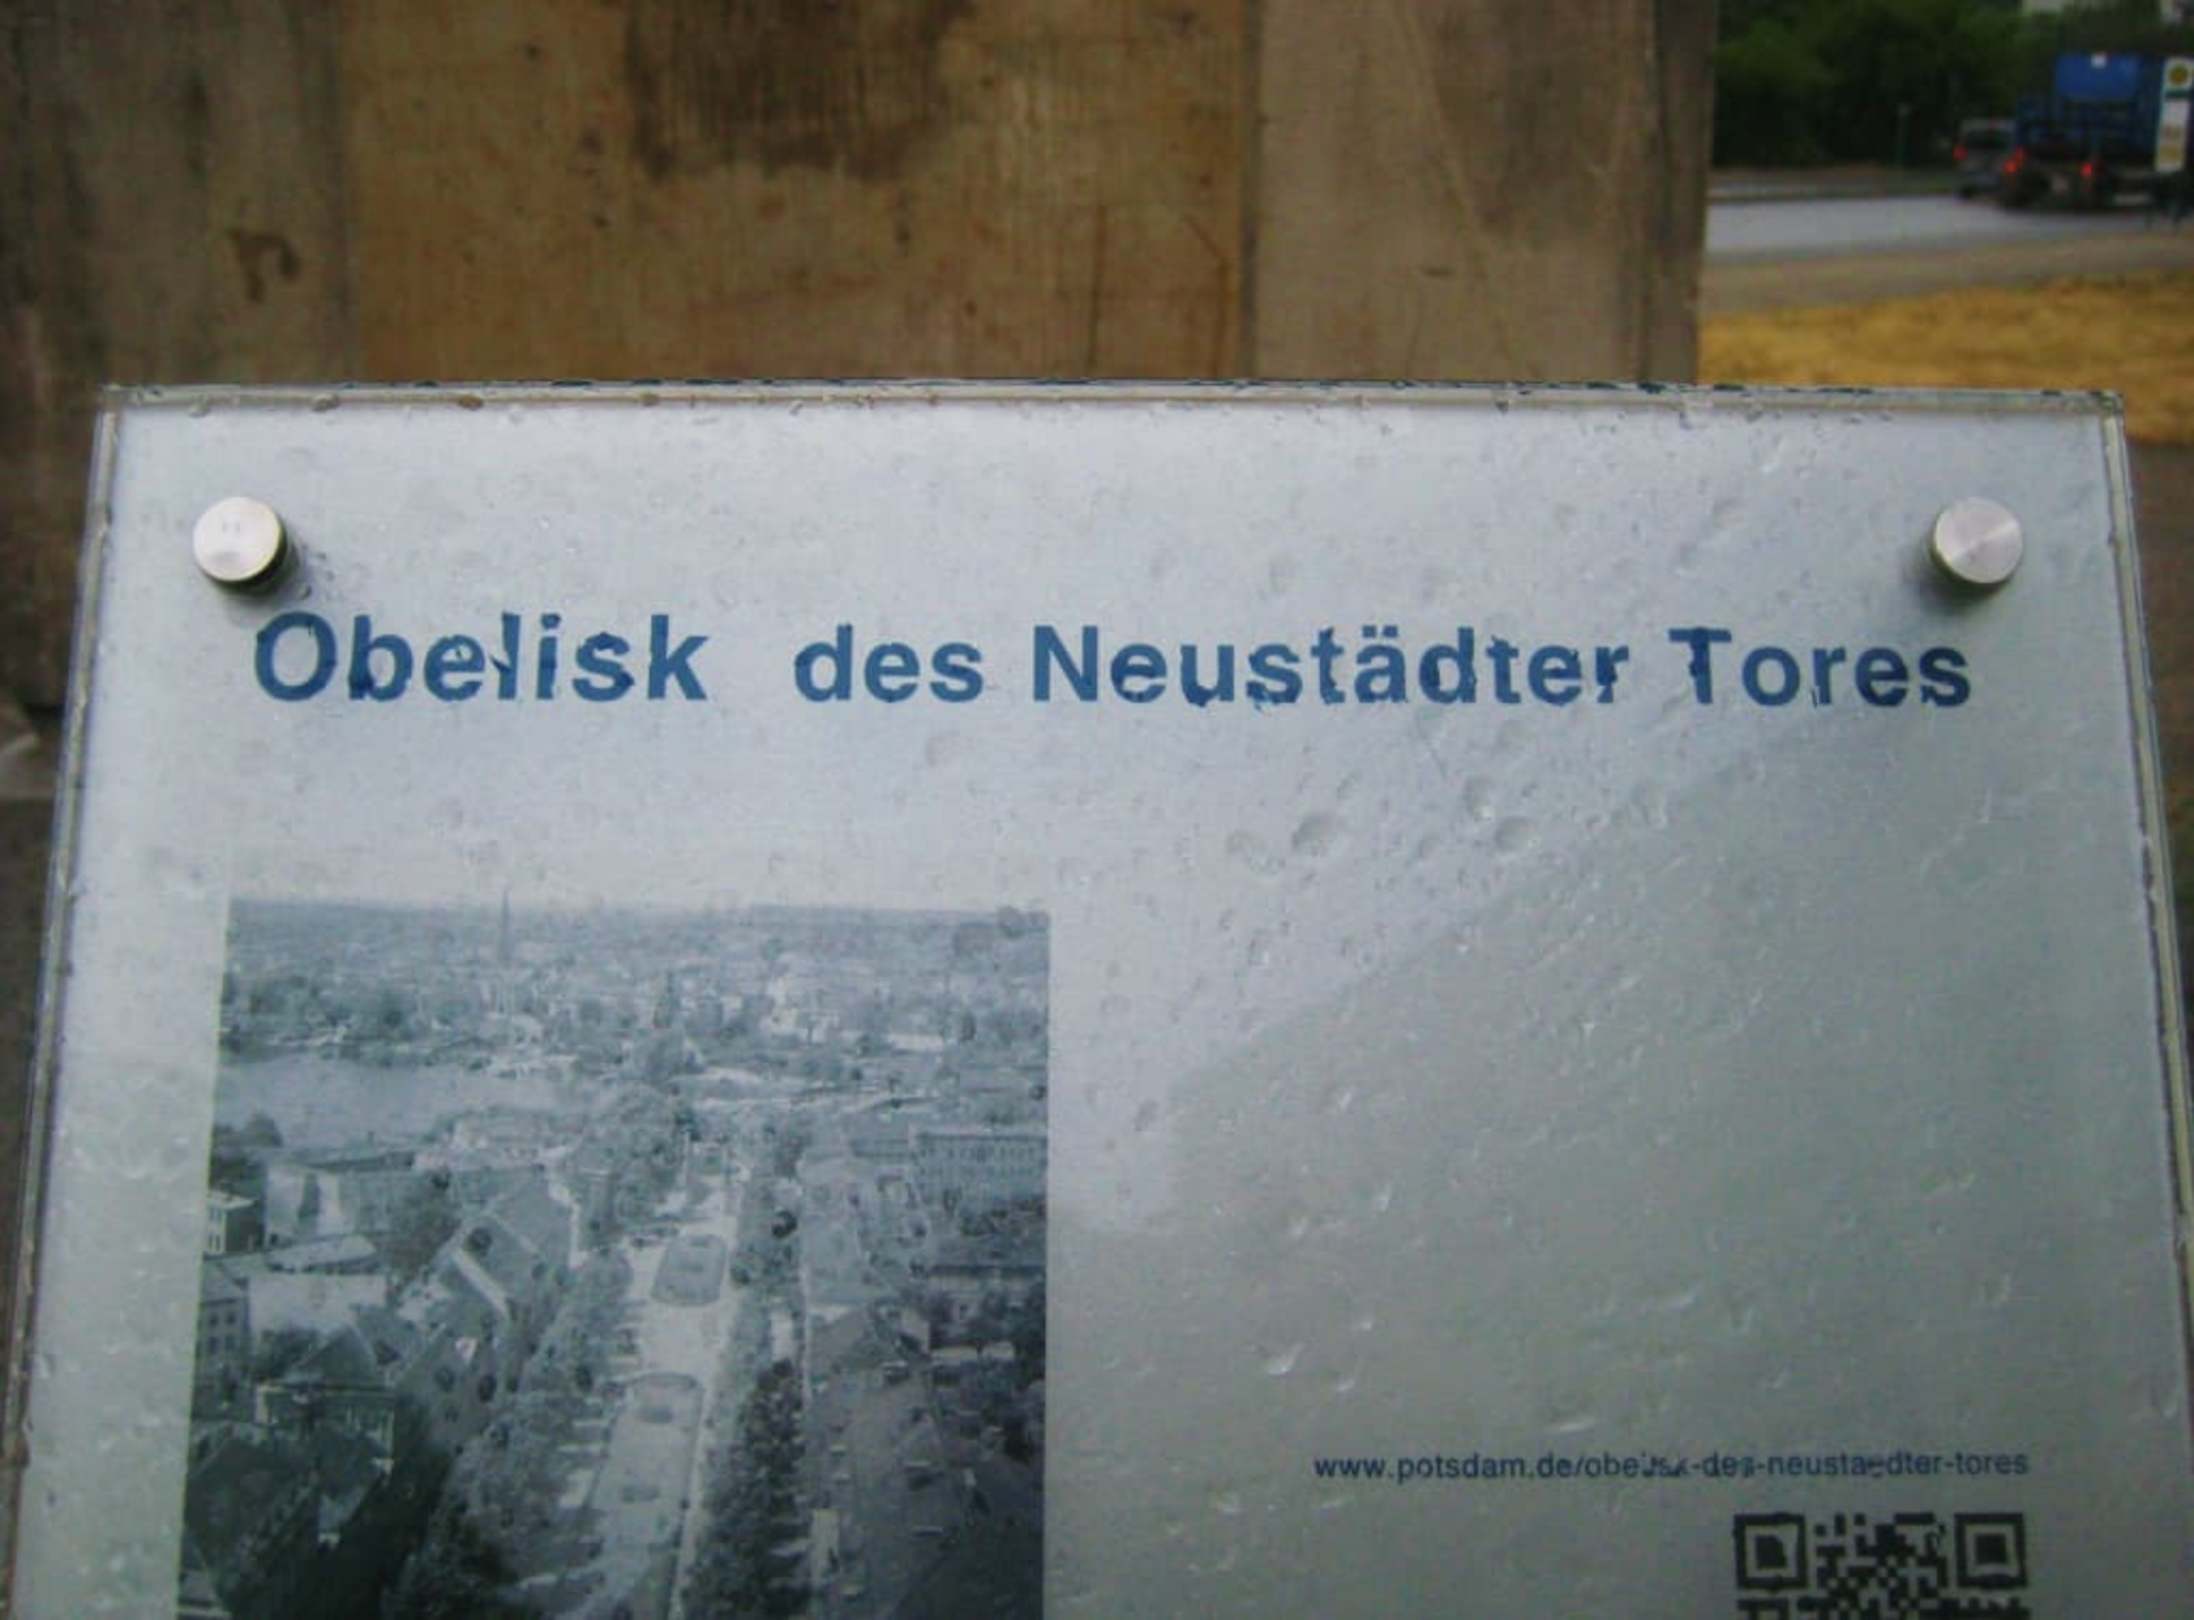 Obelisk des Neustädter Tores
www.potsdam.de/obelisk-des-neustaedter-tores